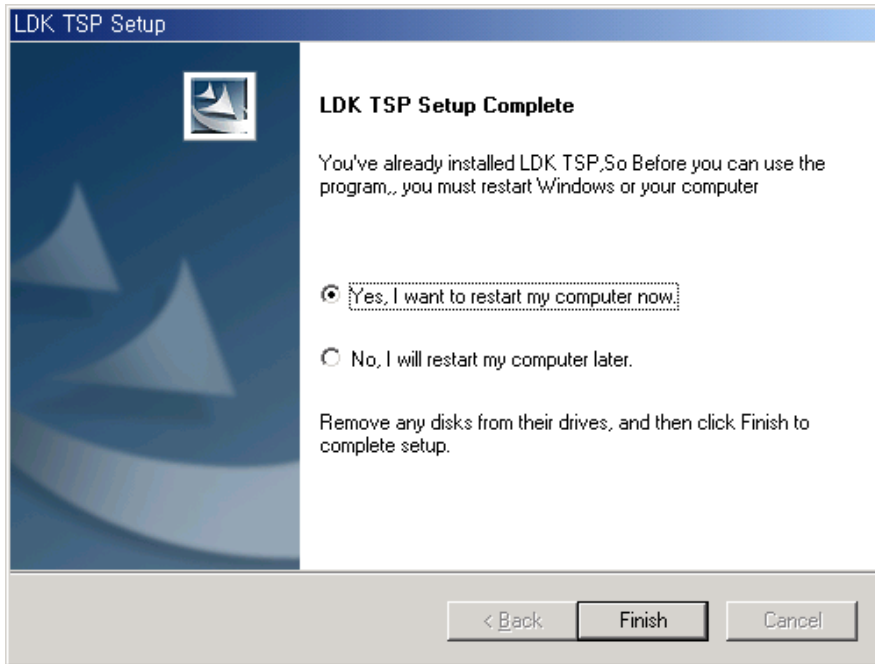 LDK TSP Setup
LDK TSP Setup Complete
You've already installed LDK TSP,So Before you can use the
program,, you must restart Windows or your computer
Yes, I want to restart my computer now.
No, I will restart my computer later.
Remove any disks from their drives, and then click Finish to
complete setup.
< Back
Finish
Cancel